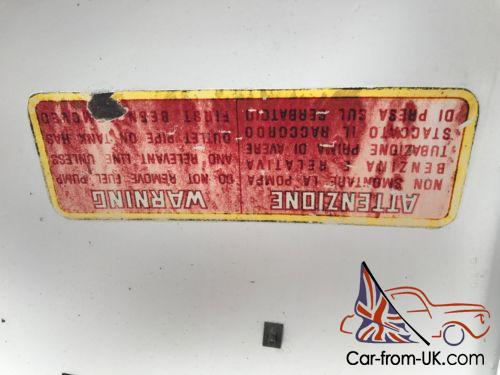 ATTENZIONE
NON SMONTARE LA POMPA
BENZINA E RELATIVA
TUBAZIONE PRIMA DI AVERE
STACCATO IL RACCORDO
DI PRESA SUL SERBATOIO
WARNING
DO NOT REMOVE FUEL PUMP
AND RELEVANT LINE UNLESS
OUTLET PIPE ON TANK HAS
FIRST BEEN MOVED
Car-from-UK.com